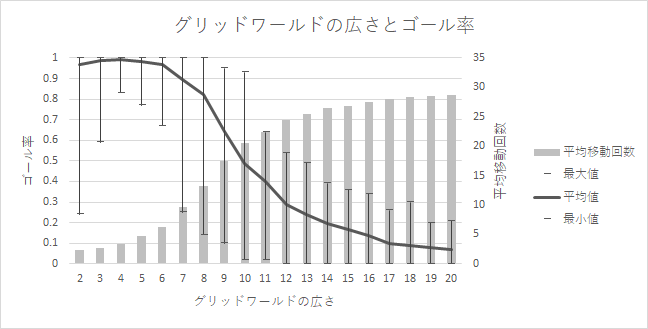 グリッドワールドの広さとゴール率
1 35
0.9 30
0.8 25
0.7 20
0.6 15
0.5 10
0.4 5
0.3 0
0.2
0.1
0
ゴール率
平均移動回数
2 3 4 5 6 7 8 9 10 11 12 13 14 15 16 17 18 19 20
グリッドワールドの広さ
平均移動回数
最大値
平均値
最小値